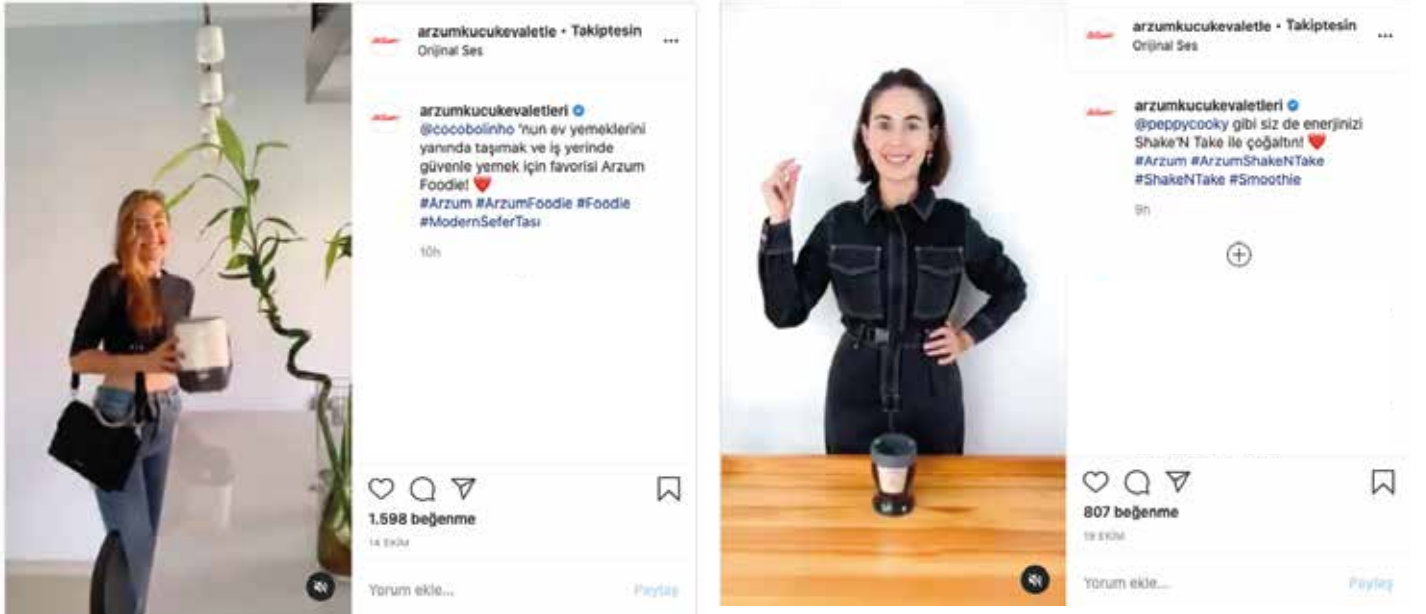 arzumkucukevaletle • Takiptesin
Orijinal Ses
arzumkucukevaletleri
@cocobolinho 'nun ev yemeklerini
yanında taşımak ve iş yerinde
güvenle yemek için favorisi Arzum
Foodie!
#Arzum #ArzumFoodie #Foodie
#ModernSeferTası
10h
1.598 beğenme
14 EKİM
Yorum ekle...
Paylaş
arzumkucukevaletle • Takiptesin
Orijinal Ses
arzumkucukevaletleri
@peppycooky gibi siz de enerjinizi
Shake'N Take ile çoğaltın!
#Arzum #ArzumShakeNTake
#ShakeNTake #Smoothie
9h
807 beğenme
19 EKİM
Yorum ekle...
Paylaş